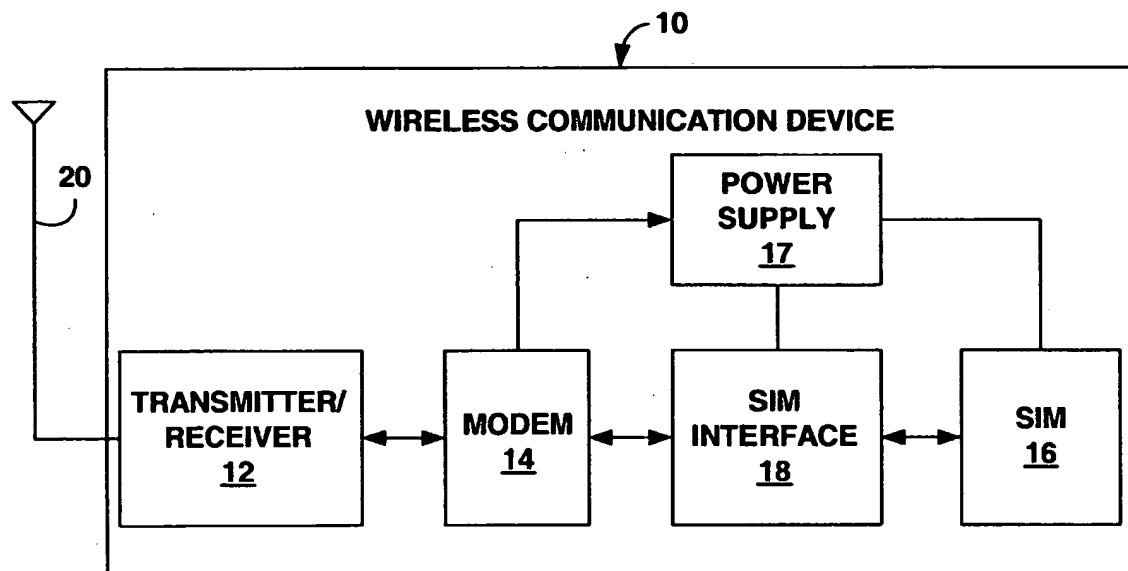 10
WIRELESS COMMUNICATION DEVICE
20
POWER
SUPPLY
17
TRANSMITTER/
RECEIVER
12
MODEM
14
SIM
INTERFACE
18
SIM
16